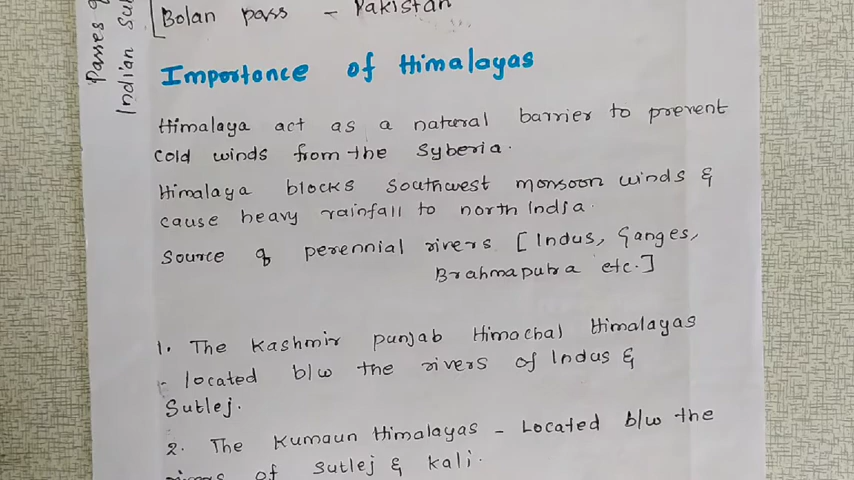 Passes of
Indian Su
Bolan pass - Pakistan
Importance of Himalayas
Himalaya act as a natural barrier to prevent
cold winds from the Syberia.
Himalaya blocks southwest monsoon winds &
cause heavy rainfall to north India.
Source of perennial rivers [Indus, Ganges,
Brahmaputra etc.]
1. The Kashmir punjab Himachal Himalayas
- located b/w the rivers of Indus &
Sutlej.
2. The Kumaun Himalayas - Located b/w the
of Sutlej & kali.